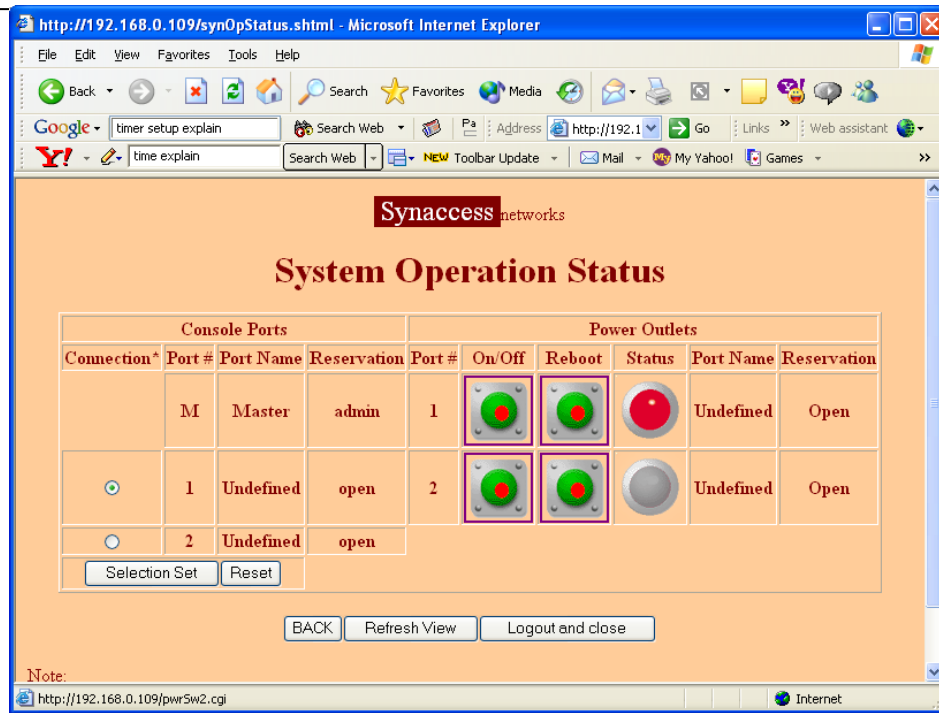 http://192.168.0.109/synOpStatus.shtml - Microsoft Internet Explorer
File Edit View Favorites Tools Help
Back Search Favorites Media
Google timer setup explain Search Web Address http://192.1 Go Links » Web assistant
Y! time explain Search Web NEW Toolbar Update Mail My Yahoo! Games »
Synaccess networks
System Operation Status
Console Ports Power Outlets
Connection* Port # Port Name Reservation Port # On/Off Reboot Status Port Name Reservation
M Master admin 1 Undefined Open
1 Undefined open 2 Undefined Open
2 Undefined open
Selection Set Reset
BACK Refresh View Logout and close
Note:
http://192.168.0.109/pwrSw2.cgi Internet